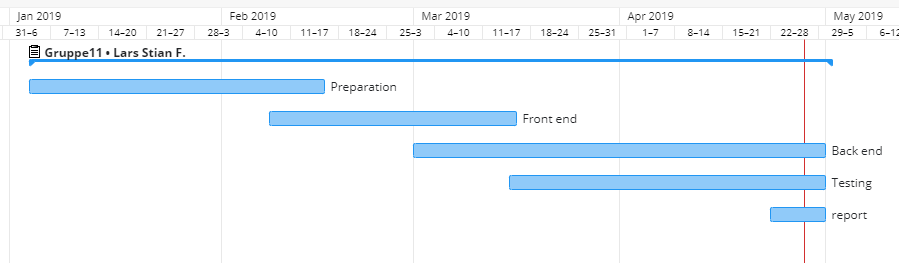 Jan 2019 Feb 2019 Mar 2019 Apr 2019 May 2019
31–6 7–13 14–20 21–27 28–3 4–10 11–17 18–24 25–3 4–10 11–17 18–24 25–31 1–7 8–14 15–21 22–28 29–5 6–12
Gruppe11 • Lars Stian F.
Preparation
Front end
Back end
Testing
report